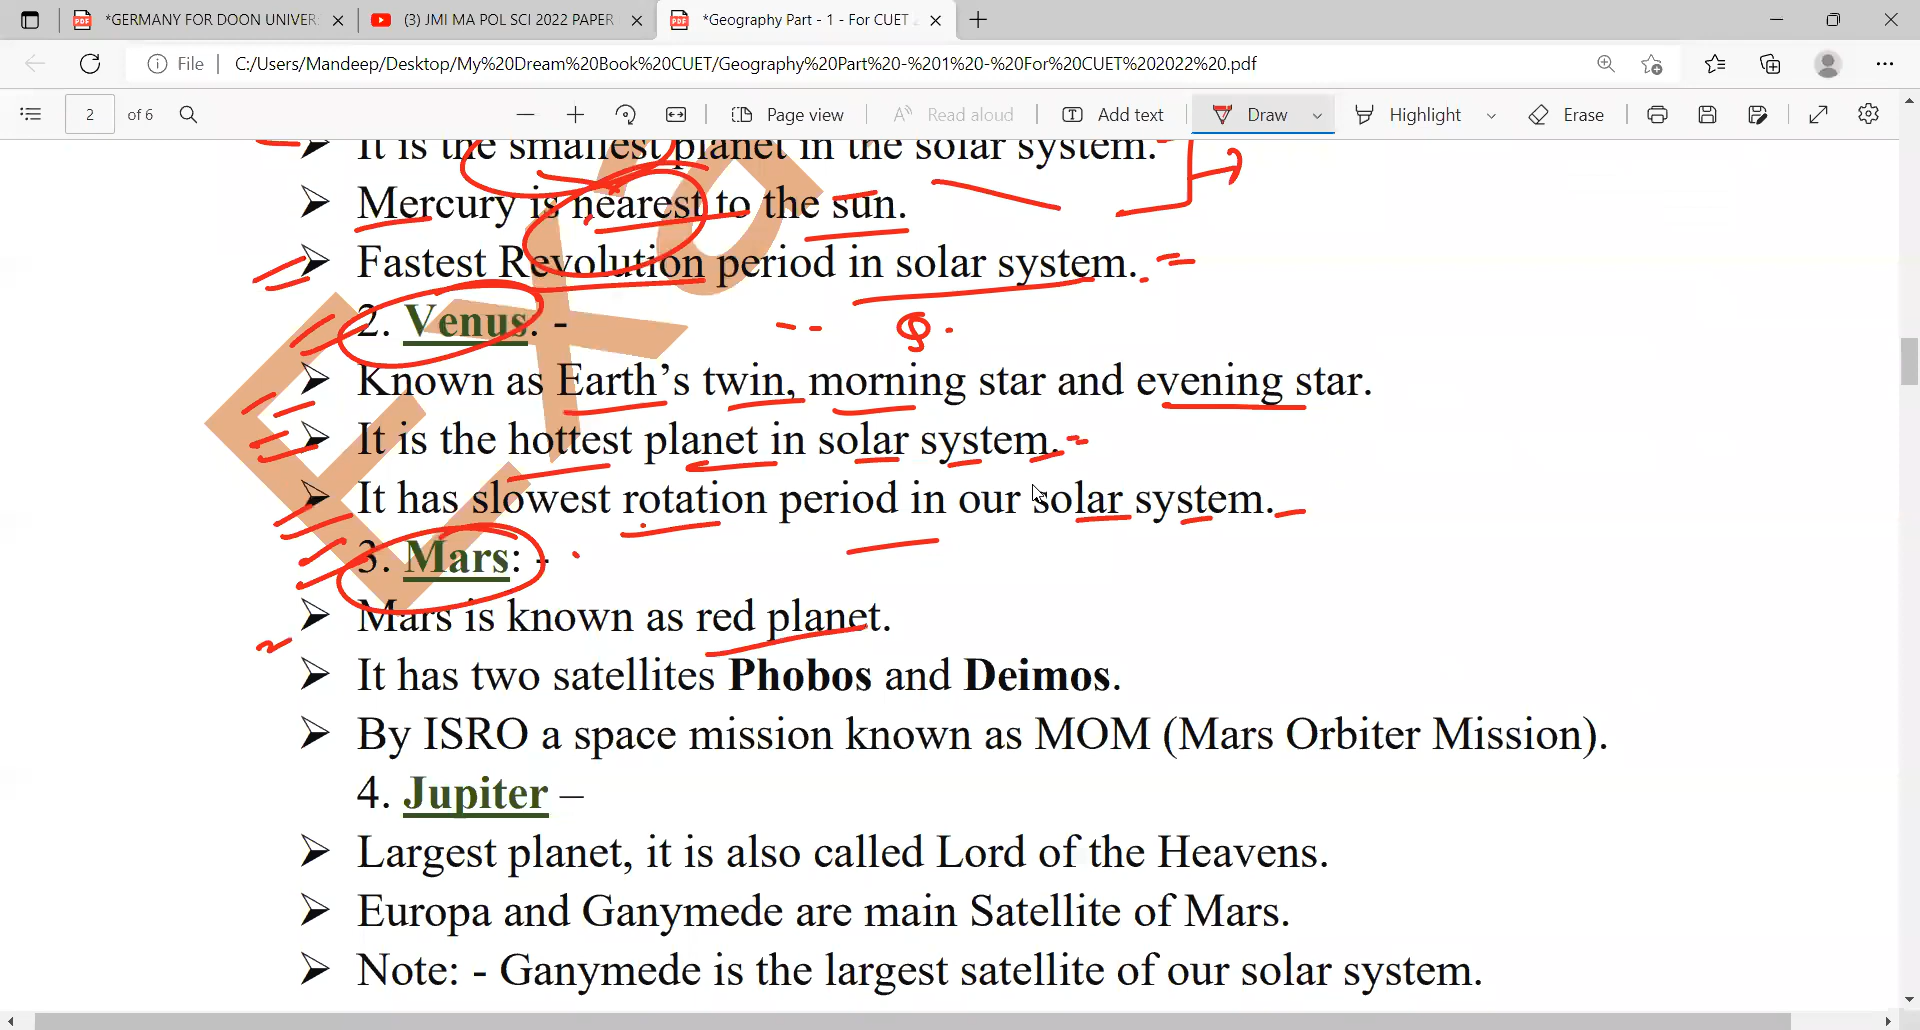 *GERMANY FOR DOON UNIVER
(3) JMI MA POL SCI 2022 PAPER
*Geography Part - 1 - For CUET
File
C:/Users/Mandeep/Desktop/My%20Dream%20Book%20CUET/Geography%20Part%20-%201%20-%20For%20CUET%202022%20.pdf
2 of 6
Page view
Read aloud
Add text
Draw
Highlight
Erase
It is the smallest planet in the solar system.
Mercury is nearest to the sun.
Fastest Revolution period in solar system.
2. Venus: -
Known as Earth's twin, morning star and evening star.
It is the hottest planet in solar system.
It has slowest rotation period in our solar system.
3. Mars: -
Mars is known as red planet.
It has two satellites Phobos and Deimos.
By ISRO a space mission known as MOM (Mars Orbiter Mission).
4. Jupiter –
Largest planet, it is also called Lord of the Heavens.
Europa and Ganymede are main Satellite of Mars.
Note: - Ganymede is the largest satellite of our solar system.